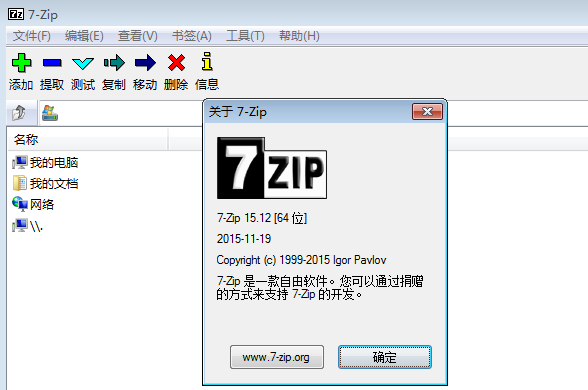 7z 7-Zip
文件(F) 编辑(E) 查看(V) 书签(A) 工具(T) 帮助(H)
添加 提取 测试 复制 移动 删除 信息
名称
我的电脑
我的文档
网络
\\.
关于 7-Zip
7ZIP
7-Zip 15.12 [64 位]
2015-11-19
Copyright (c) 1999-2015 Igor Pavlov
7-Zip 是一款自由软件。您可以通过捐赠
的方式来支持 7-Zip 的开发。
www.7-zip.org 确定